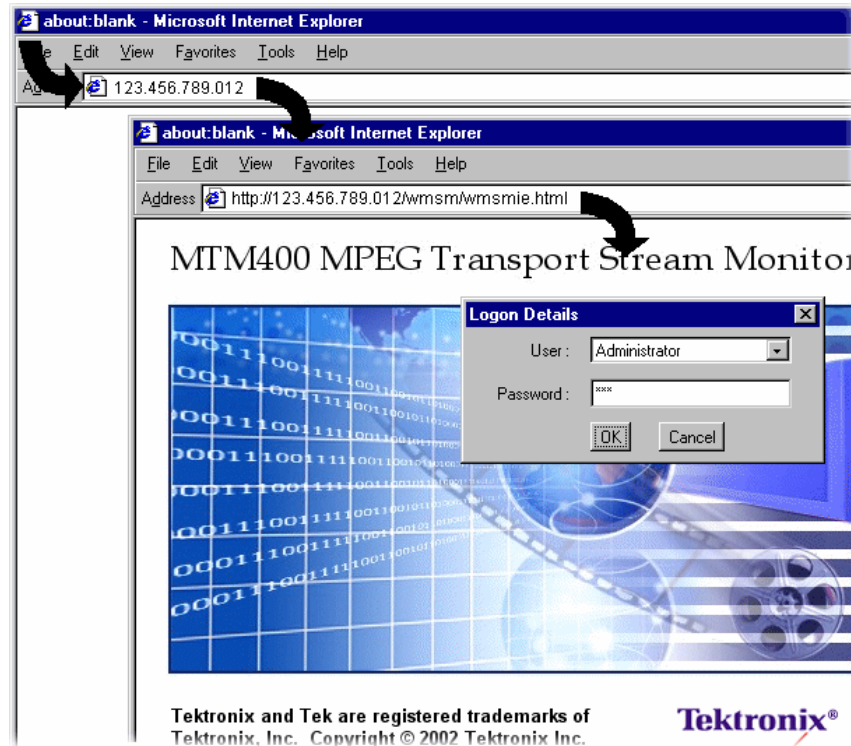 about:blank - Microsoft Internet Explorer
Edit View Favorites Tools Help
123.456.789.012
about:blank - Microsoft Internet Explorer
File Edit View Favorites Tools Help
Address http://123.456.789.012/wmsm/wmsmie.html
MTM400 MPEG Transport Stream Monitor
Logon Details
User : Administrator
Password : ***
OK Cancel
Tektronix and Tek are registered trademarks of
Tektronix, Inc. Copyright © 2002 Tektronix Inc.
Tektronix®